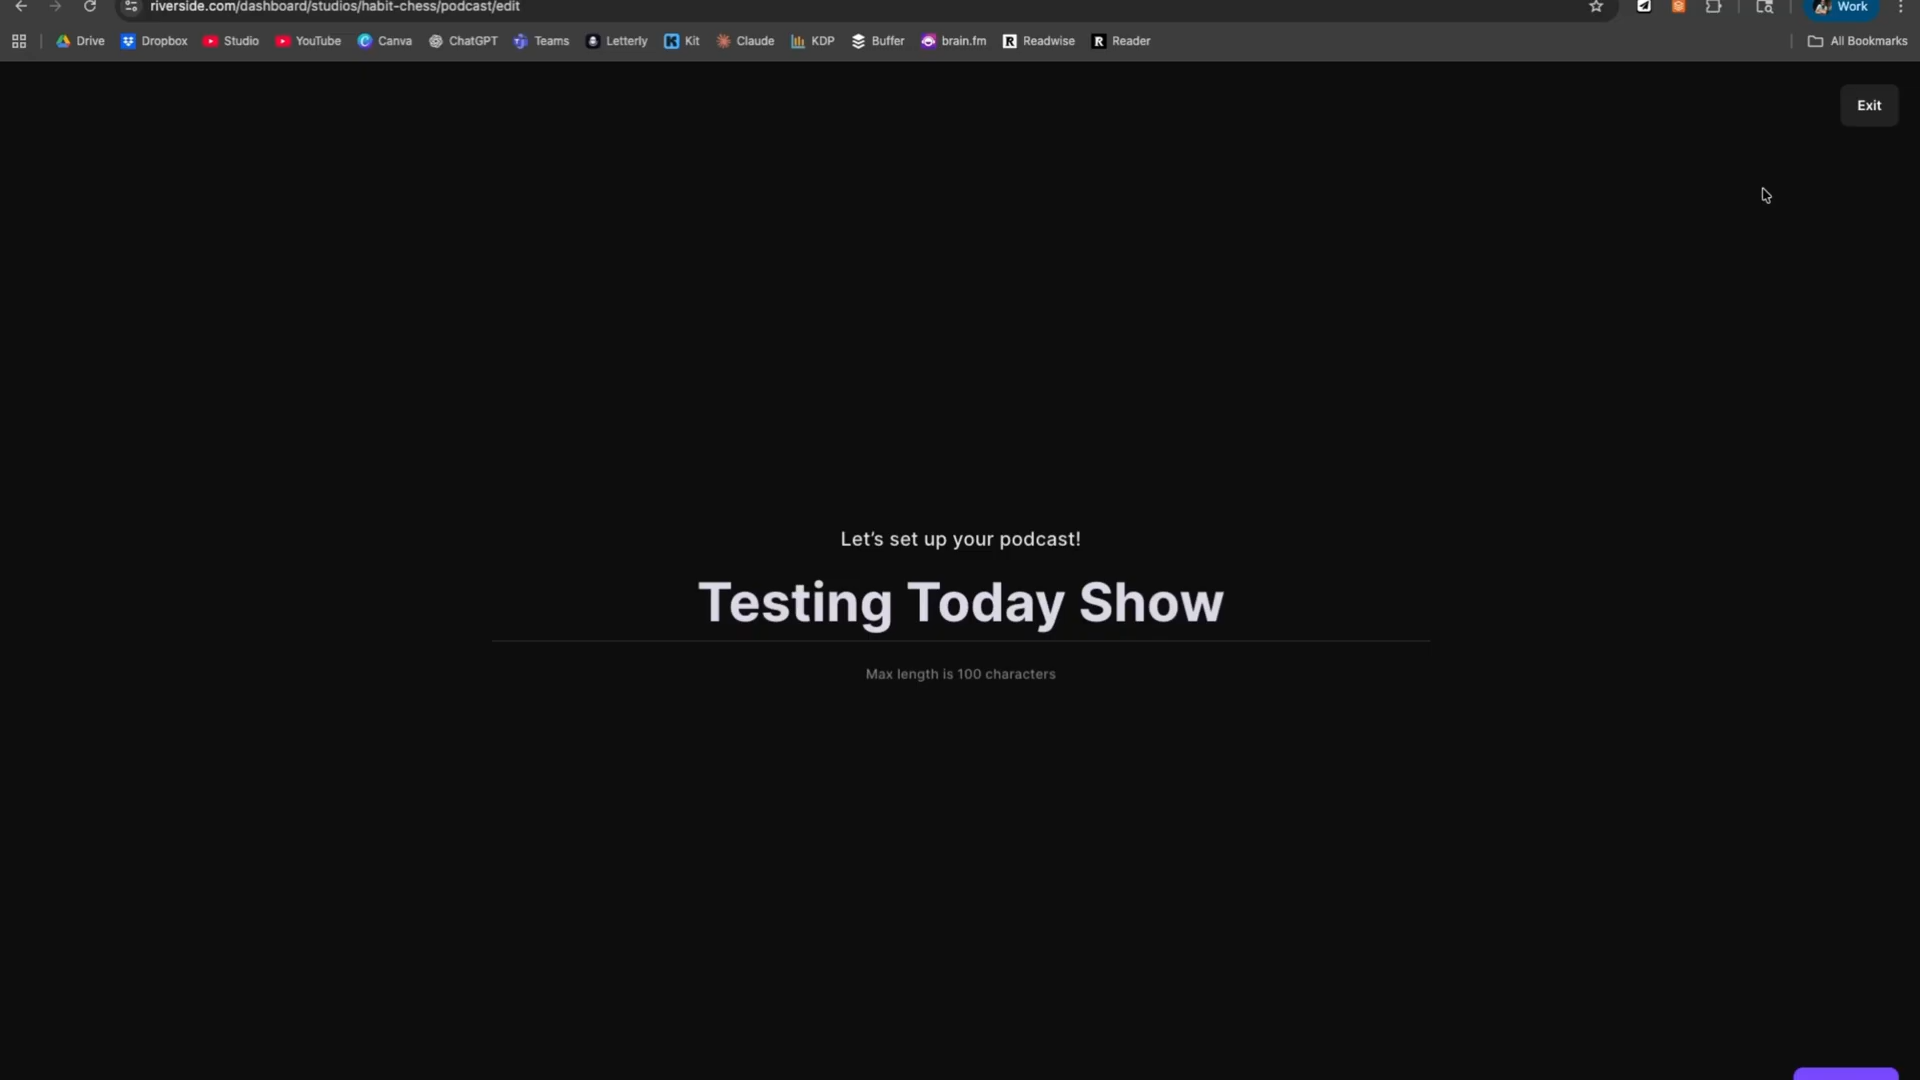 riverside.com/dashboard/studios/habit-chess/podcast/edit
Work
Drive Dropbox Studio YouTube Canva ChatGPT Teams Letterly Kit Claude KDP Buffer brain.fm Readwise Reader All Bookmarks
Exit
Let's set up your podcast!
Testing Today Show
Max length is 100 characters